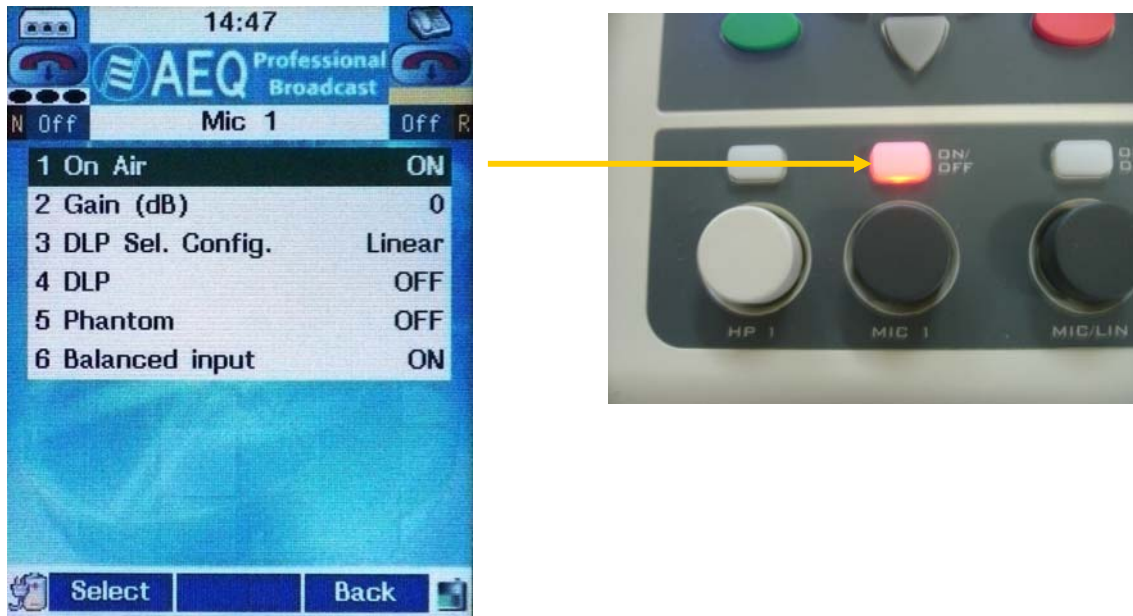 14:47
AEQ Professional Broadcast
N Off Mic 1 Off R
1 On Air ON
2 Gain (dB) 0
3 DLP Sel. Config. Linear
4 DLP OFF
5 Phantom OFF
6 Balanced input ON
Select Back
ON/
OFF
HP 1 MIC 1 MIC/LIN